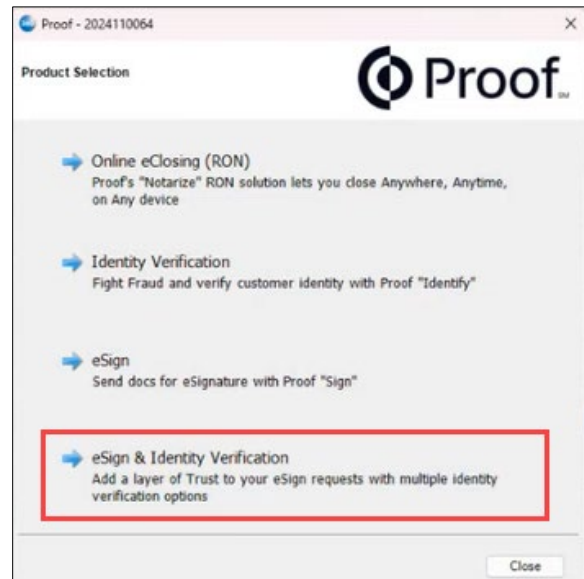 Proof - 2024110064
Product Selection
Proof
SM
Online eClosing (RON)
Proof's "Notarize" RON solution lets you close Anywhere, Anytime,
on Any device
Identity Verification
Fight Fraud and verify customer identity with Proof "Identify"
eSign
Send docs for eSignature with Proof "Sign"
eSign & Identity Verification
Add a layer of Trust to your eSign requests with multiple identity
verification options
Close